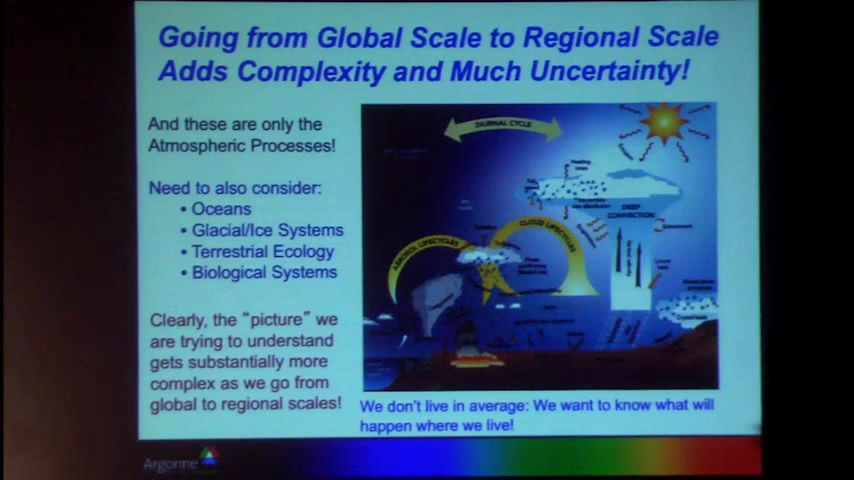 Going from Global Scale to Regional Scale
Adds Complexity and Much Uncertainty!
And these are only the
Atmospheric Processes!
Need to also consider:
• Oceans
• Glacial/Ice Systems
• Terrestrial Ecology
• Biological Systems
Clearly, the “picture” we
are trying to understand
gets substantially more
complex as we go from
global to regional scales!
DIURNAL CYCLE
DEEP
CONVECTION
CLOUD LIFECYCLES
AEROSOL LIFECYCLES
We don’t live in average: We want to know what will
happen where we live!
Argonne